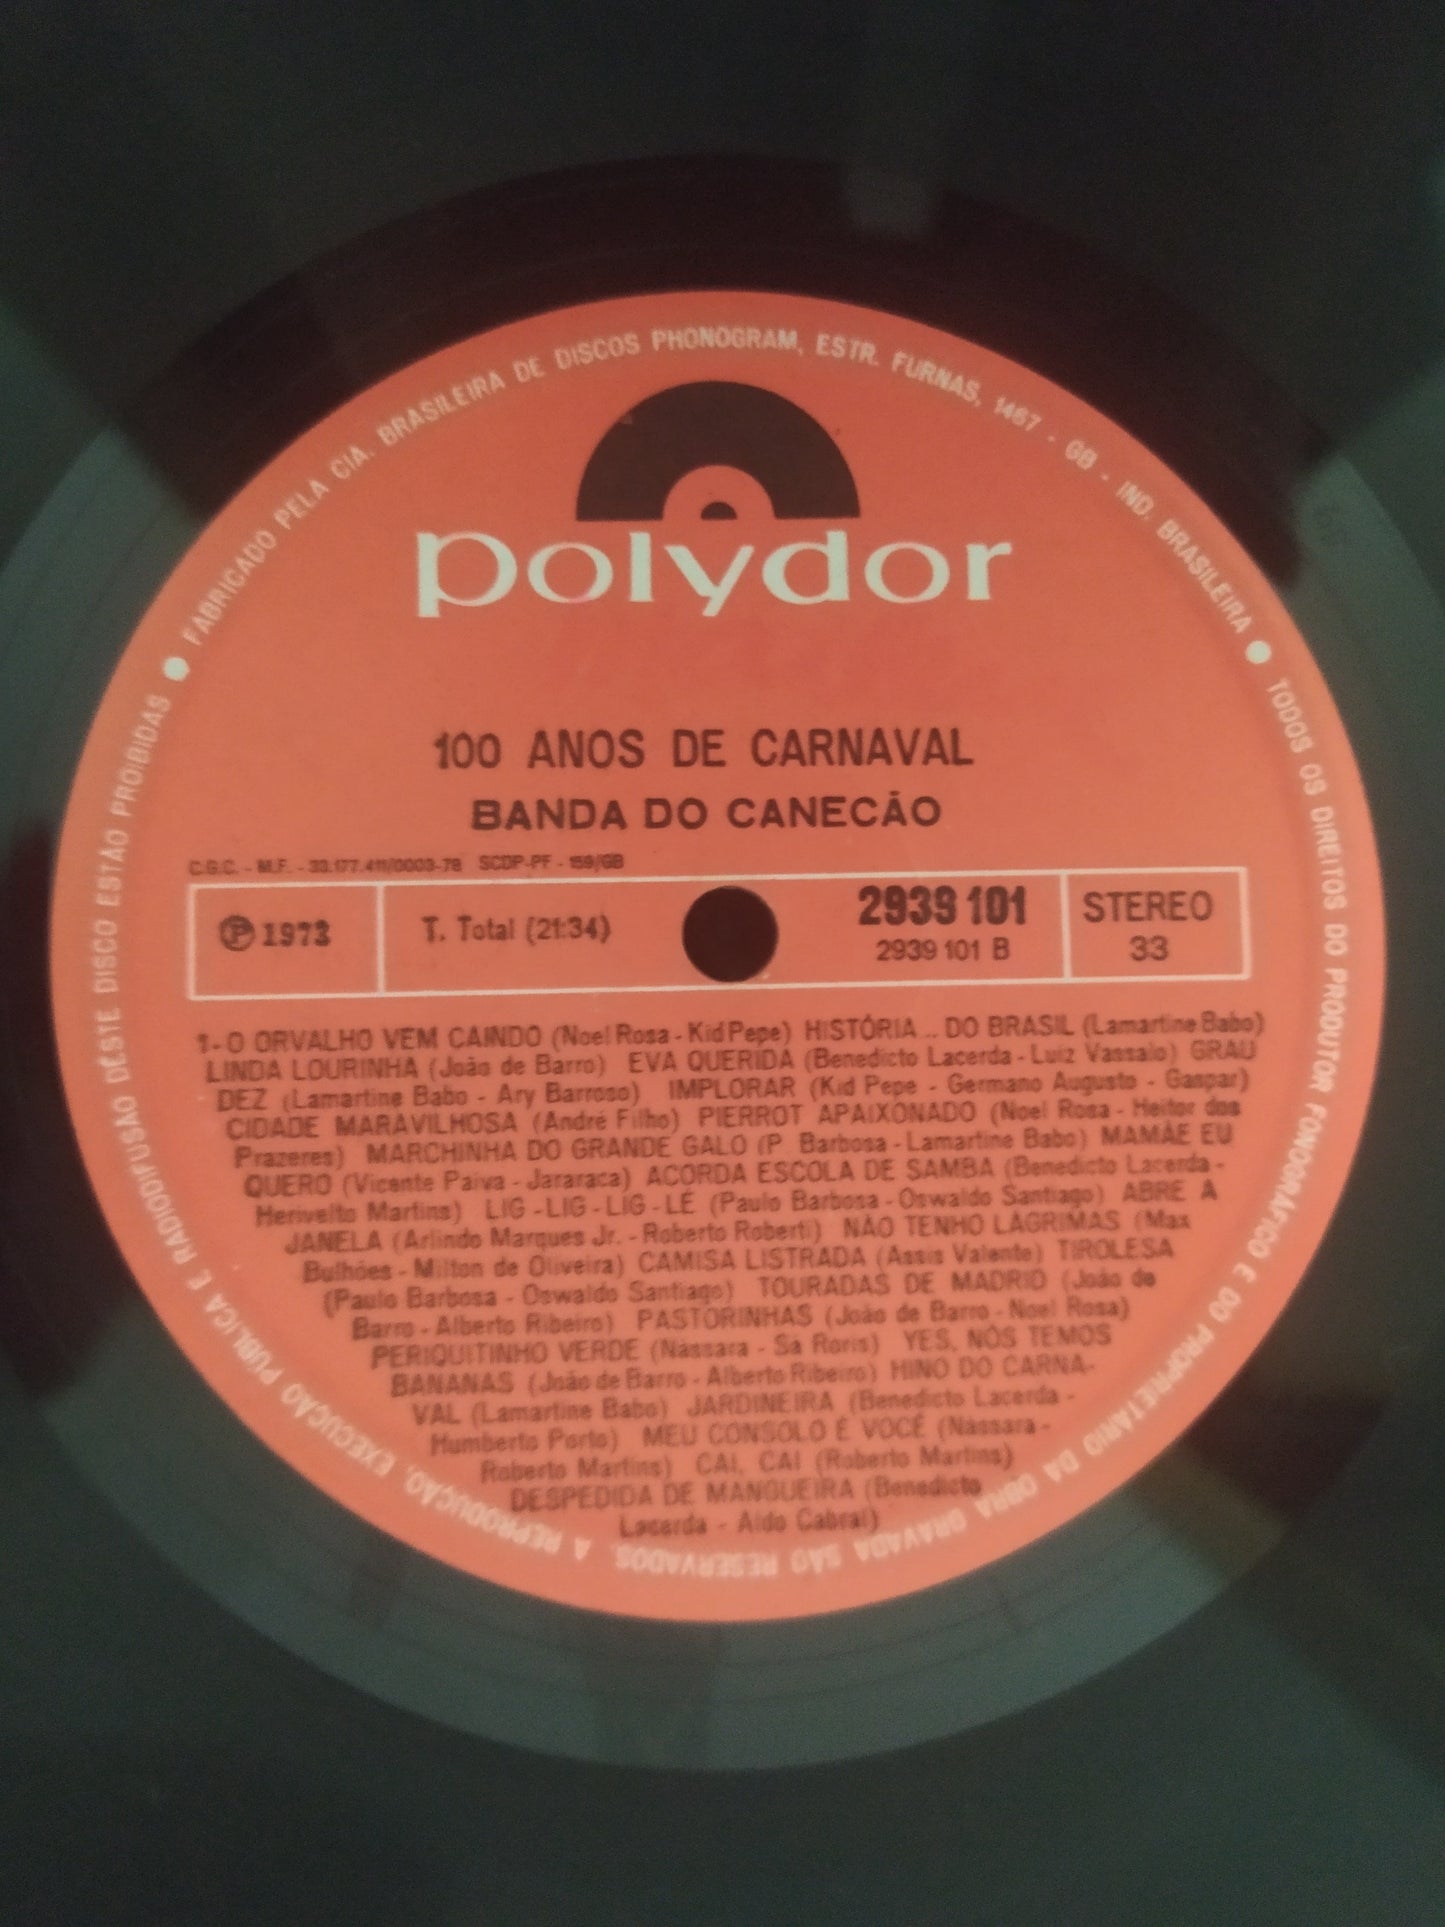 FABRICADO PELA CIA. BRASILEIRA DE DISCOS PHONOGRAM, ESTR. FURNAS, 1467 - GB - IND. BRASILEIRA
polydor
100 ANOS DE CARNAVAL
BANDA DO CANECÃO
C.G.C. - M.F. - 33.177.411/0003-78 SCDP-PF - 159/GB
℗ 1973
T. Total (21:34)
2939 101
2939 101 B
STEREO
33
1-O ORVALHO VEM CAINDO (Noel Rosa - Kid Pepe) HISTÓRIA .. DO BRASIL (Lamartine Babo)
LINDA LOURINHA (João de Barro) EVA QUERIDA (Benedicto Lacerda - Luiz Vassalo) GRAU
DEZ (Lamartine Babo - Ary Barroso) IMPLORAR (Kid Pepe - Germano Augusto - Gaspar)
CIDADE MARAVILHOSA (André Filho) PIERROT APAIXONADO (Noel Rosa - Heitor dos
Prazeres) MARCHINHA DO GRANDE GALO (P. Barbosa - Lamartine Babo) MAMÃE EU
QUERO (Vicente Paiva - Jararaca) ACORDA ESCOLA DE SAMBA (Benedicto Lacerda -
Herivelto Martins) LIG - LIG - LIG - LÉ (Paulo Barbosa - Oswaldo Santiago) ABRE A
JANELA (Arlindo Marques Jr. - Roberto Roberti) NÃO TENHO LÁGRIMAS (Max
Bulhões - Milton de Oliveira) CAMISA LISTRADA (Assis Valente) TIROLESA
(Paulo Barbosa - Oswaldo Santiago) TOURADAS DE MADRID (João de
Barro - Alberto Ribeiro) PASTORINHAS (João de Barro - Noel Rosa)
PERIQUITINHO VERDE (Nássara - Sa Roris) YES, NÓS TEMOS
BANANAS (João de Barro - Alberto Ribeiro) HINO DO CARNA-
VAL (Lamartine Babo) JARDINEIRA (Benedicto Lacerda -
Humberto Porto) MEU CONSOLO É VOCÊ (Nássara -
Roberto Martins) CAI, CAI (Roberto Martins)
DESPEDIDA DE MANGUEIRA (Benedicto
Lacerda - Aldo Cabral)
TODOS OS DIREITOS DO PRODUTOR FONOGRÁFICO E DO PROPRIETÁRIO DA OBRA GRAVADA SÃO RESERVADOS. A REPRODUÇÃO, EXECUÇÃO PÚBLICA E RADIODIFUSÃO DESTE DISCO ESTÃO PROIBIDAS